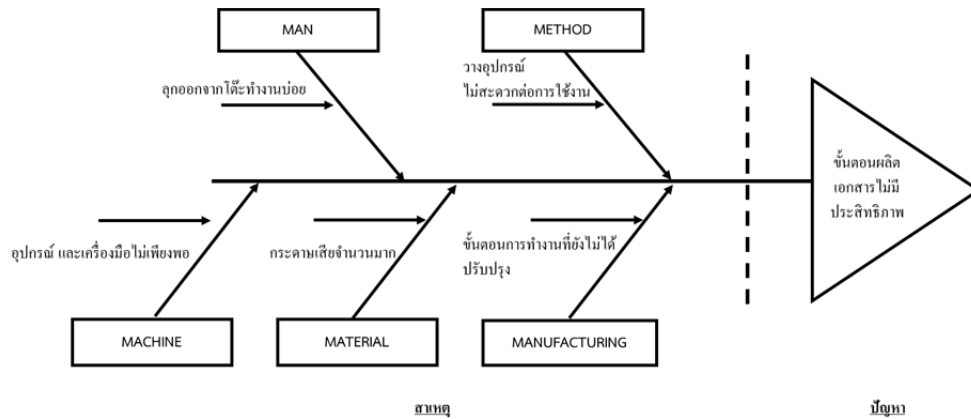 MAN
METHOD
ลุกออกจากโต๊ะทำงานบ่อย
วางอุปกรณ์
ไม่สะดวกต่อการใช้งาน
ขั้นตอนผลิต
เอกสารไม่มี
ประสิทธิภาพ
อุปกรณ์ และเครื่องมือไม่เพียงพอ
กระดาษเสียจำนวนมาก
ขั้นตอนการทำงานที่ยังไม่ได้
ปรับปรุง
MACHINE
MATERIAL
MANUFACTURING
สาเหตุ
ปัญหา